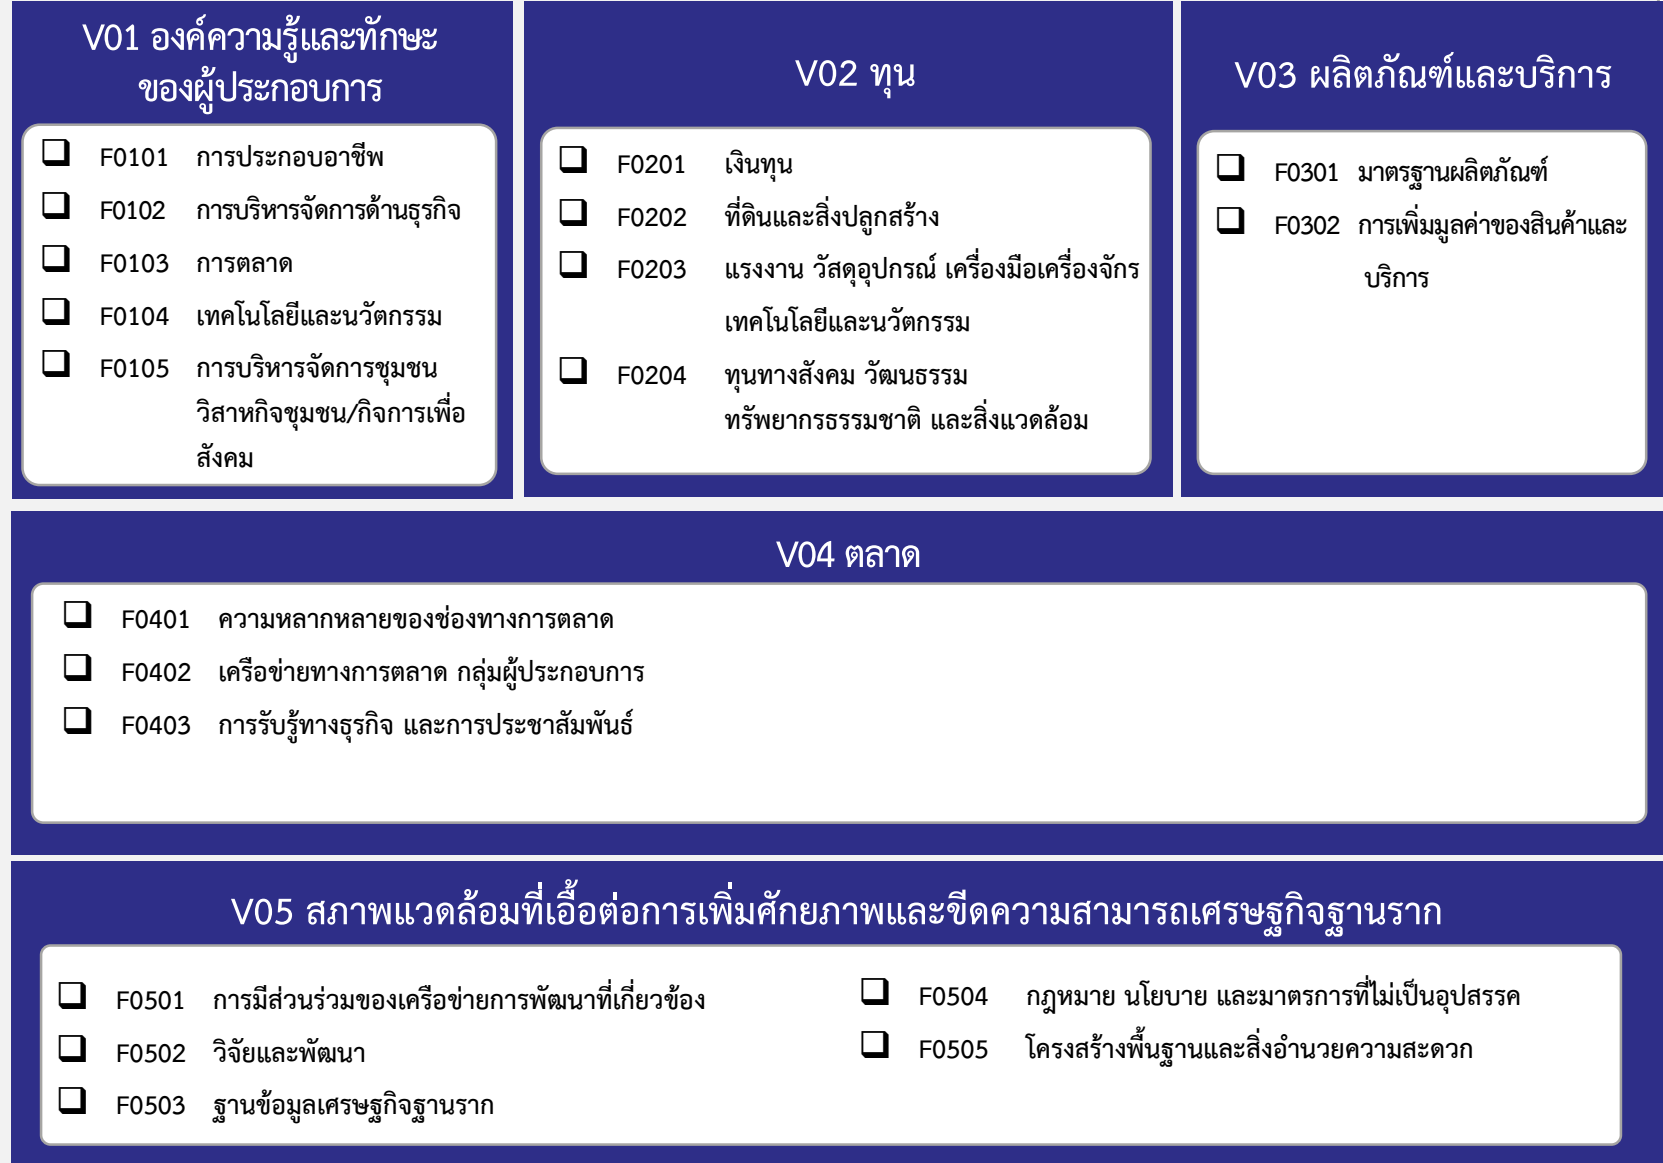 V01 องค์ความรู้และทักษะ
ของผู้ประกอบการ
F0101 การประกอบอาชีพ
F0102 การบริหารจัดการด้านธุรกิจ
F0103 การตลาด
F0104 เทคโนโลยีและนวัตกรรม
F0105 การบริหารจัดการชุมชน
วิสาหกิจชุมชน/กิจการเพื่อ
สังคม
V02 ทุน
F0201 เงินทุน
F0202 ที่ดินและสิ่งปลูกสร้าง
F0203 แรงงาน วัสดุอุปกรณ์ เครื่องมือเครื่องจักร
เทคโนโลยีและนวัตกรรม
F0204 ทุนทางสังคม วัฒนธรรม
ทรัพยากรธรรมชาติ และสิ่งแวดล้อม
V03 ผลิตภัณฑ์และบริการ
F0301 มาตรฐานผลิตภัณฑ์
F0302 การเพิ่มมูลค่าของสินค้าและ
บริการ
V04 ตลาด
F0401 ความหลากหลายของช่องทางการตลาด
F0402 เครือข่ายทางการตลาด กลุ่มผู้ประกอบการ
F0403 การรับรู้ทางธุรกิจ และการประชาสัมพันธ์
V05 สภาพแวดล้อมที่เอื้อต่อการเพิ่มศักยภาพและขีดความสามารถเศรษฐกิจฐานราก
F0501 การมีส่วนร่วมของเครือข่ายการพัฒนาที่เกี่ยวข้อง
F0502 วิจัยและพัฒนา
F0503 ฐานข้อมูลเศรษฐกิจฐานราก
F0504 กฎหมาย นโยบาย และมาตรการที่ไม่เป็นอุปสรรค
F0505 โครงสร้างพื้นฐานและสิ่งอำนวยความสะดวก